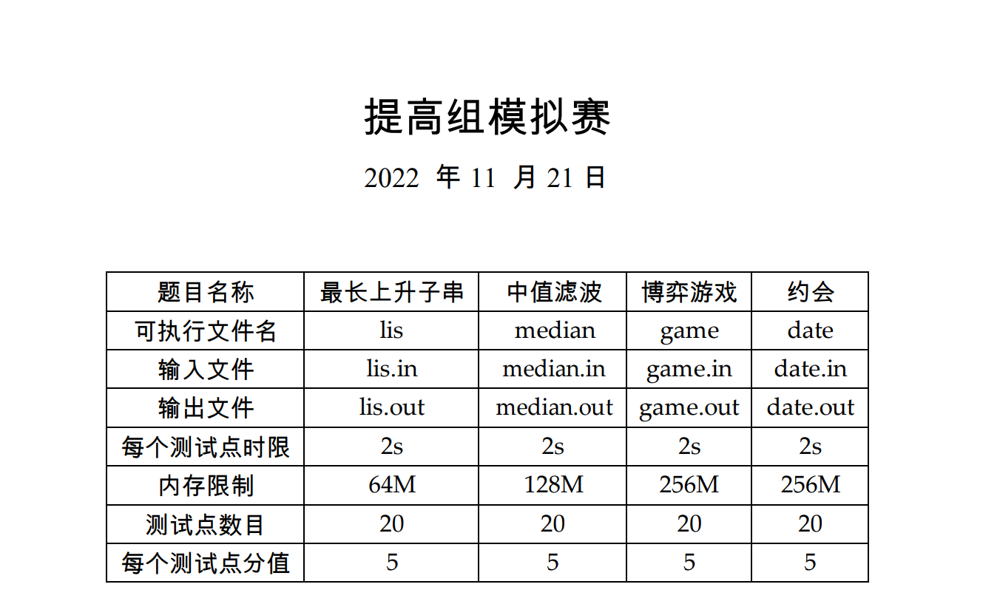 提高组模拟赛
2022 年 11 月 21 日
题目名称 最长上升子串 中值滤波 博弈游戏 约会
可执行文件名 lis median game date
输入文件 lis.in median.in game.in date.in
输出文件 lis.out median.out game.out date.out
每个测试点时限 2s 2s 2s 2s
内存限制 64M 128M 256M 256M
测试点数目 20 20 20 20
每个测试点分值 5 5 5 5